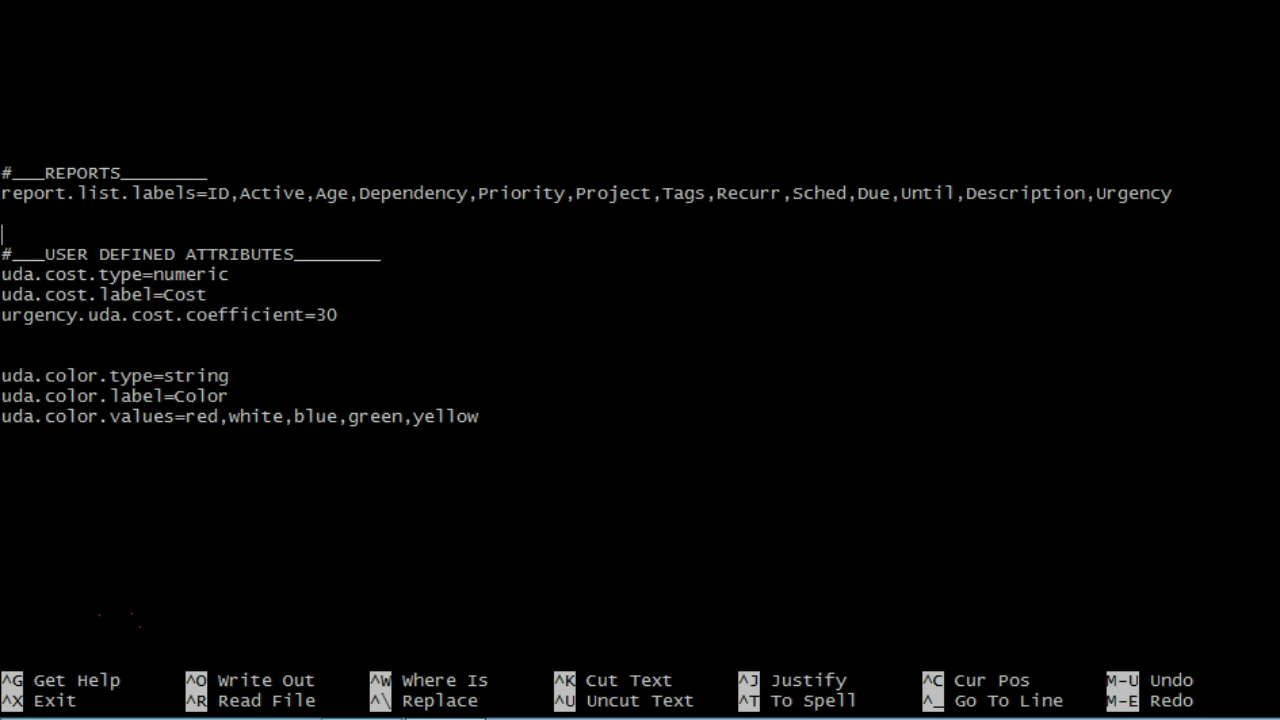 #___REPORTS________
report.list.labels=ID,Active,Age,Dependency,Priority,Project,Tags,Recurr,Sched,Due,Until,Description,Urgency
#___USER DEFINED ATTRIBUTES________
uda.cost.type=numeric
uda.cost.label=Cost
urgency.uda.cost.coefficient=30
uda.color.type=string
uda.color.label=Color
uda.color.values=red,white,blue,green,yellow
^G Get Help ^O Write Out ^W Where Is ^K Cut Text ^J Justify ^C Cur Pos M-U Undo
^X Exit ^R Read File ^\ Replace ^U Uncut Text ^T To Spell ^_ Go To Line M-E Redo